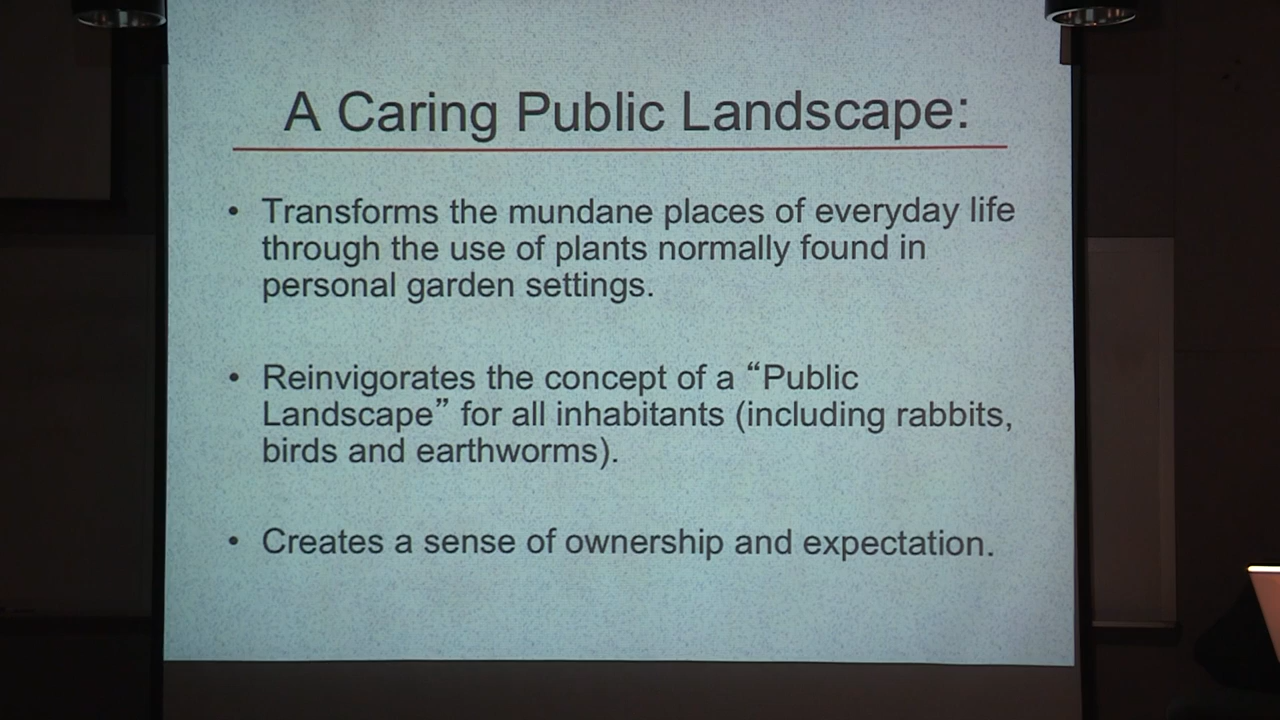 A Caring Public Landscape:
• Transforms the mundane places of everyday life
through the use of plants normally found in
personal garden settings.
• Reinvigorates the concept of a “Public
Landscape” for all inhabitants (including rabbits,
birds and earthworms).
• Creates a sense of ownership and expectation.